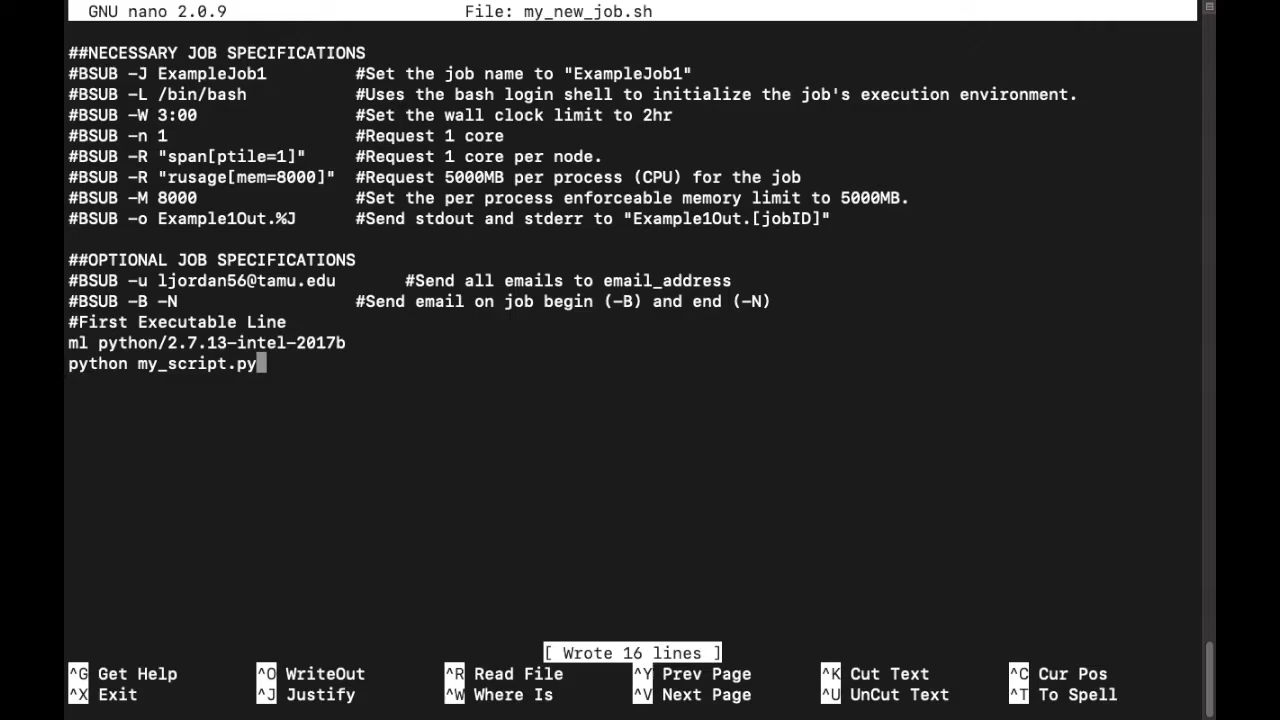 GNU nano 2.0.9 File: my_new_job.sh
##NECESSARY JOB SPECIFICATIONS
#BSUB -J ExampleJob1 #Set the job name to "ExampleJob1"
#BSUB -L /bin/bash #Uses the bash login shell to initialize the job's execution environment.
#BSUB -W 3:00 #Set the wall clock limit to 2hr
#BSUB -n 1 #Request 1 core
#BSUB -R "span[ptile=1]" #Request 1 core per node.
#BSUB -R "rusage[mem=8000]" #Request 5000MB per process (CPU) for the job
#BSUB -M 8000 #Set the per process enforceable memory limit to 5000MB.
#BSUB -o Example1Out.%J #Send stdout and stderr to "Example1Out.[jobID]"
##OPTIONAL JOB SPECIFICATIONS
#BSUB -u ljordan56@tamu.edu #Send all emails to email_address
#BSUB -B -N #Send email on job begin (-B) and end (-N)
#First Executable Line
ml python/2.7.13-intel-2017b
python my_script.py
[ Wrote 16 lines ]
^G Get Help ^O WriteOut ^R Read File ^Y Prev Page ^K Cut Text ^C Cur Pos
^X Exit ^J Justify ^W Where Is ^V Next Page ^U UnCut Text ^T To Spell